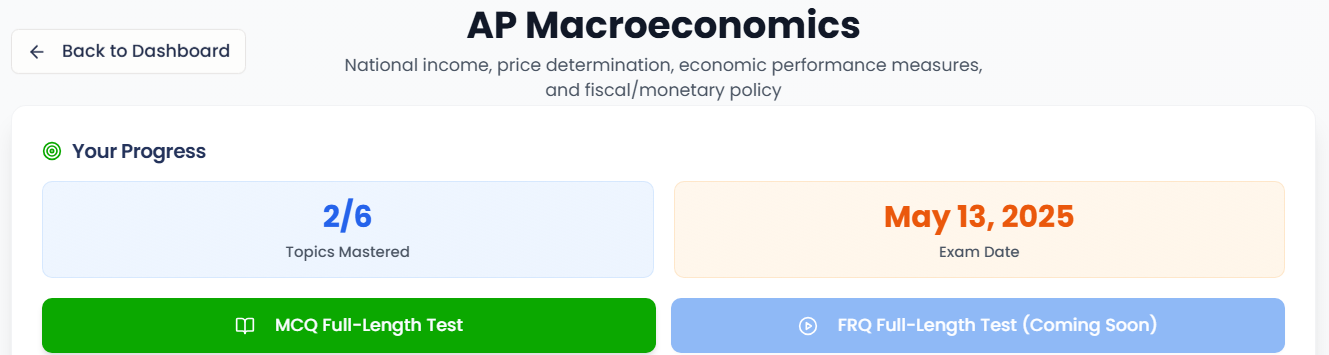 AP Macroeconomics
Back to Dashboard
National income, price determination, economic performance measures,
and fiscal/monetary policy
Your Progress
2/6
Topics Mastered
May 13, 2025
Exam Date
MCQ Full-Length Test
FRQ Full-Length Test (Coming Soon)